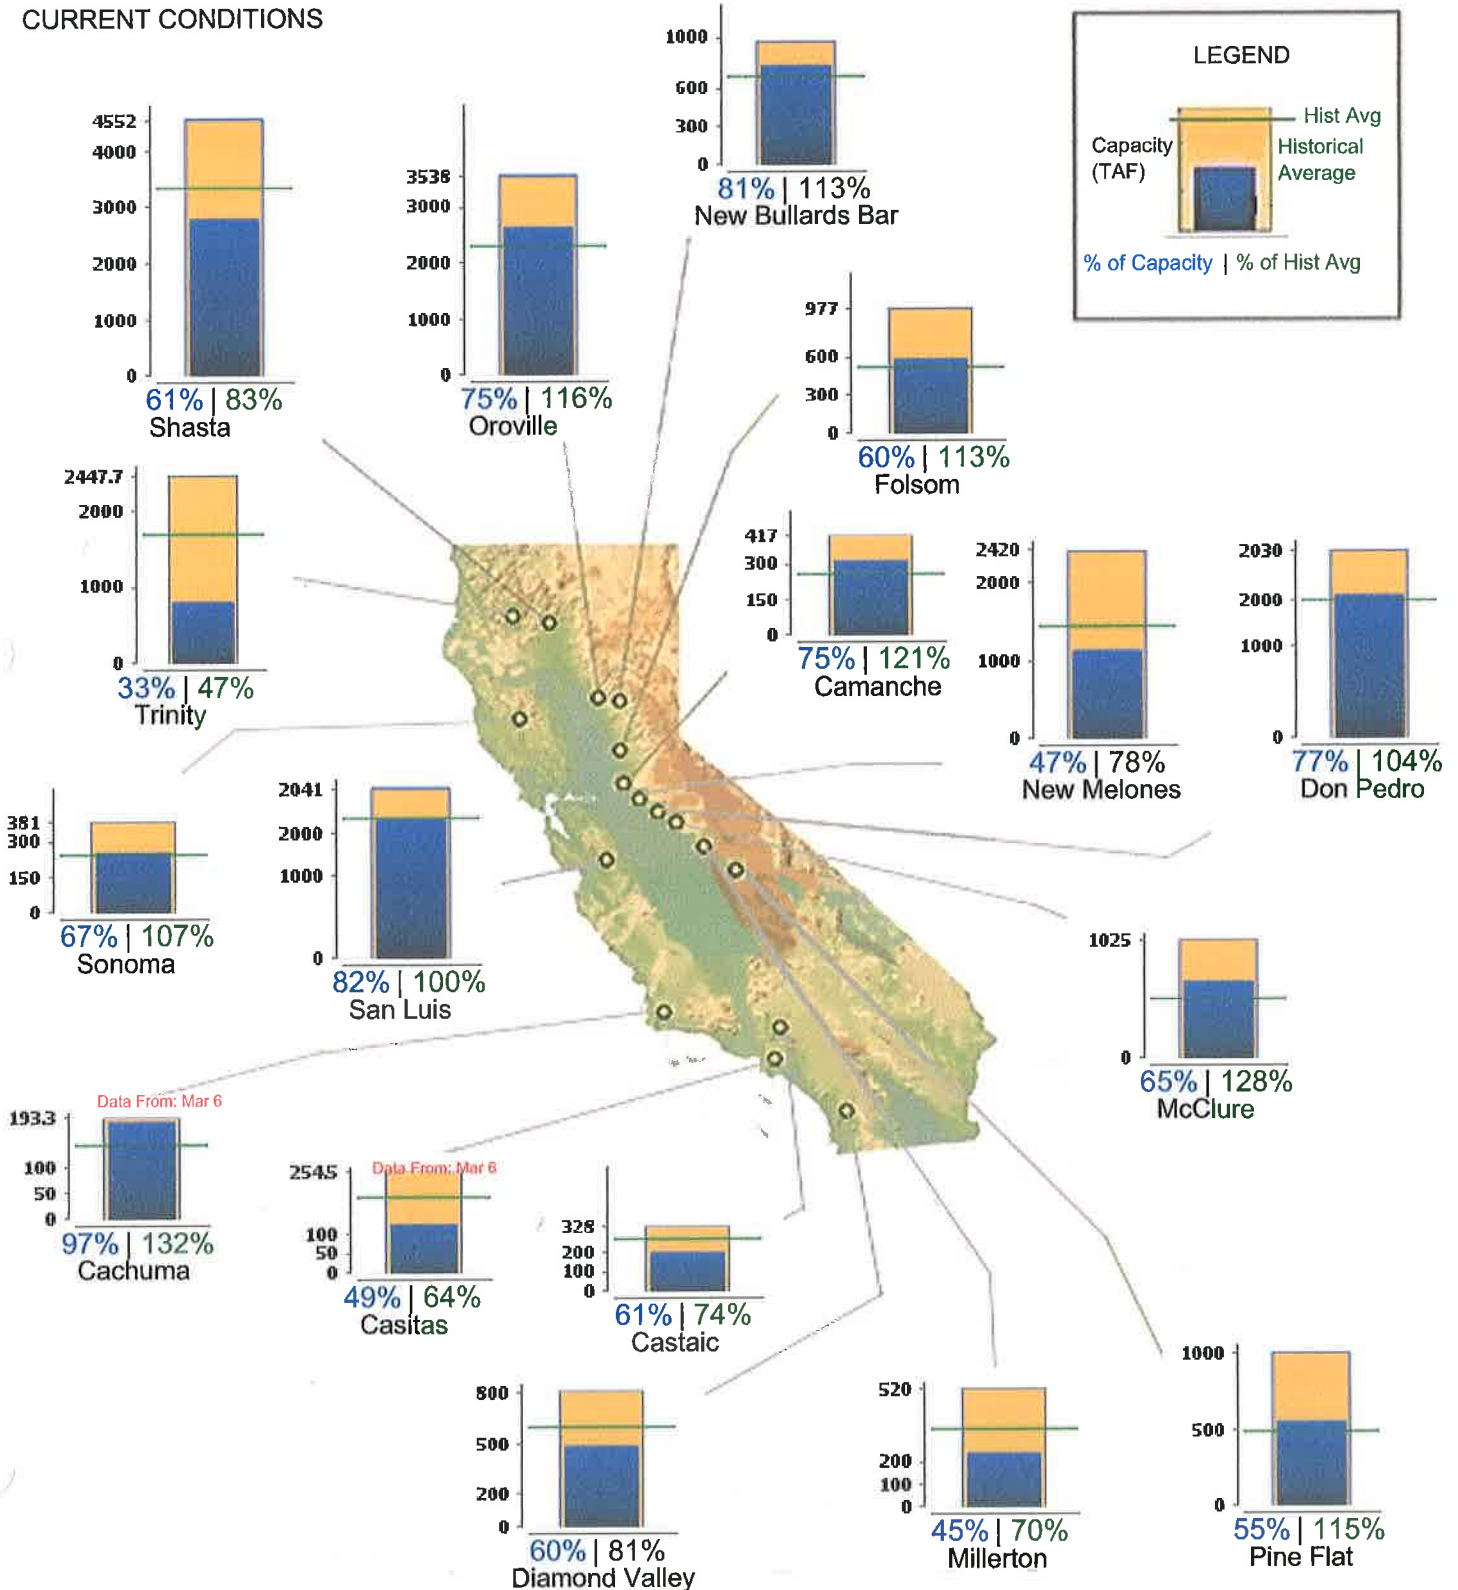 CURRENT CONDITIONS
1000
600
300
0
81% | 113%
New Bullards Bar
LEGEND
Hist Avg
Capacity
(TAF)
Historical
Average
% of Capacity | % of Hist Avg
4552
4000
3000
2000
1000
0
61% | 83%
Shasta
3538
3000
2000
1000
0
75% | 116%
Oroville
977
600
300
0
60% | 113%
Folsom
2447.7
2000
1000
0
33% | 47%
Trinity
417
300
150
0
75% | 121%
Camanche
2420
2000
1000
0
47% | 78%
New Melones
2030
2000
1000
0
77% | 104%
Don Pedro
381
300
150
0
67% | 107%
Sonoma
2041
2000
1000
0
82% | 100%
San Luis
1025
0
65% | 128%
McClure
Data From: Mar 6
193.3
100
50
0
97% | 132%
Cachuma
Data From: Mar 6
254.5
100
50
0
49% | 64%
Casitas
328
200
100
0
61% | 74%
Castaic
800
500
200
0
60% | 81%
Diamond Valley
520
200
100
0
45% | 70%
Millerton
1000
500
0
55% | 115%
Pine Flat